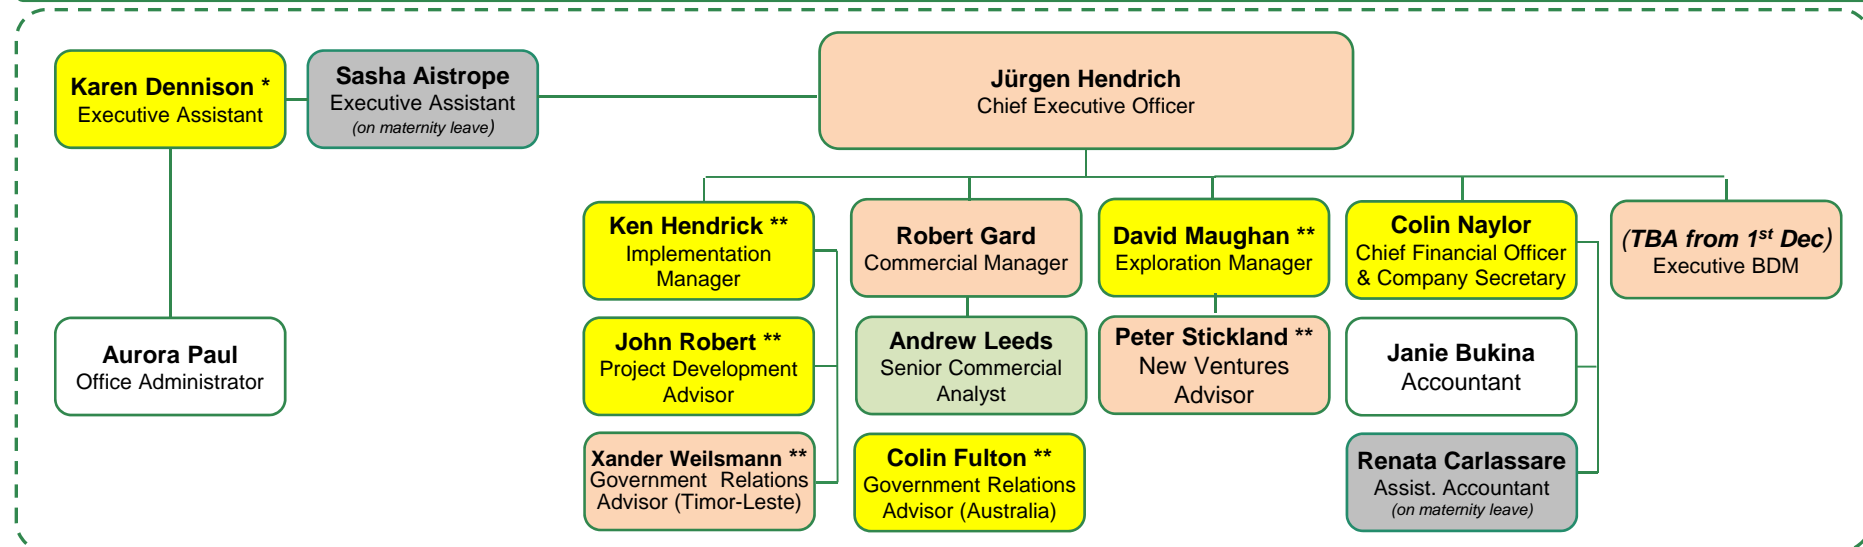 Karen Dennison *
Executive Assistant
Sasha Aistrope
Executive Assistant
(on maternity leave)
Jürgen Hendrich
Chief Executive Officer
Ken Hendrick **
Implementation
Manager
Robert Gard
Commercial Manager
David Maughan **
Exploration Manager
Colin Naylor
Chief Financial Officer
& Company Secretary
(TBA from 1st Dec)
Executive BDM
Aurora Paul
Office Administrator
John Robert **
Project Development
Advisor
Andrew Leeds
Senior Commercial
Analyst
Peter Stickland **
New Ventures
Advisor
Janie Bukina
Accountant
Xander Weilsmann **
Government Relations
Advisor (Timor-Leste)
Colin Fulton **
Government Relations
Advisor (Australia)
Renata Carlassare
Assist. Accountant
(on maternity leave)